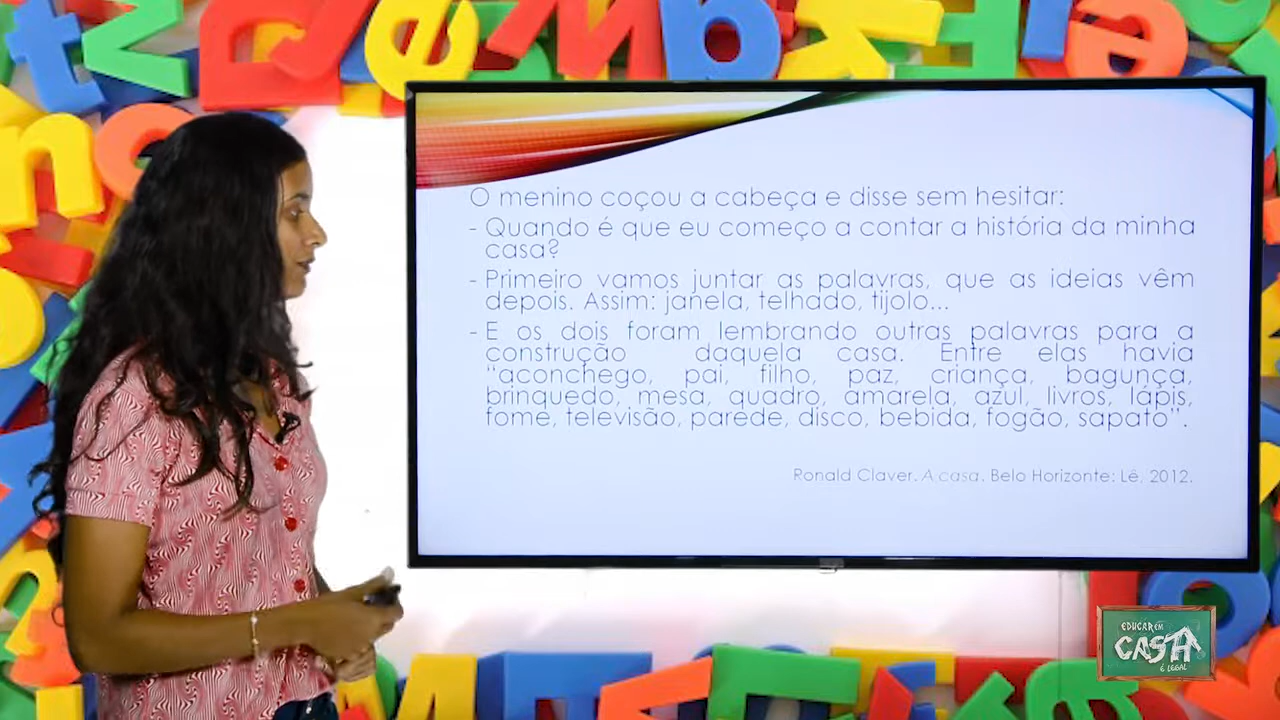 O menino coçou a cabeça e disse sem hesitar:
- Quando é que eu começo a contar a história da minha
casa?
- Primeiro vamos juntar as palavras, que as ideias vêm
depois. Assim: janela, telhado, tijolo...
- E os dois foram lembrando outras palavras para a
construção daquela casa. Entre elas havia
“aconchego, pai, filho, paz, criança, bagunça,
brinquedo, mesa, quadro, amarela, azul, livros, lápis,
fome, televisão, parede, disco, bebida, fogão, sapato”.
Ronald Claver. A casa. Belo Horizonte: Lê, 2012.
EDUCAR EM
CASA
É LEGAL